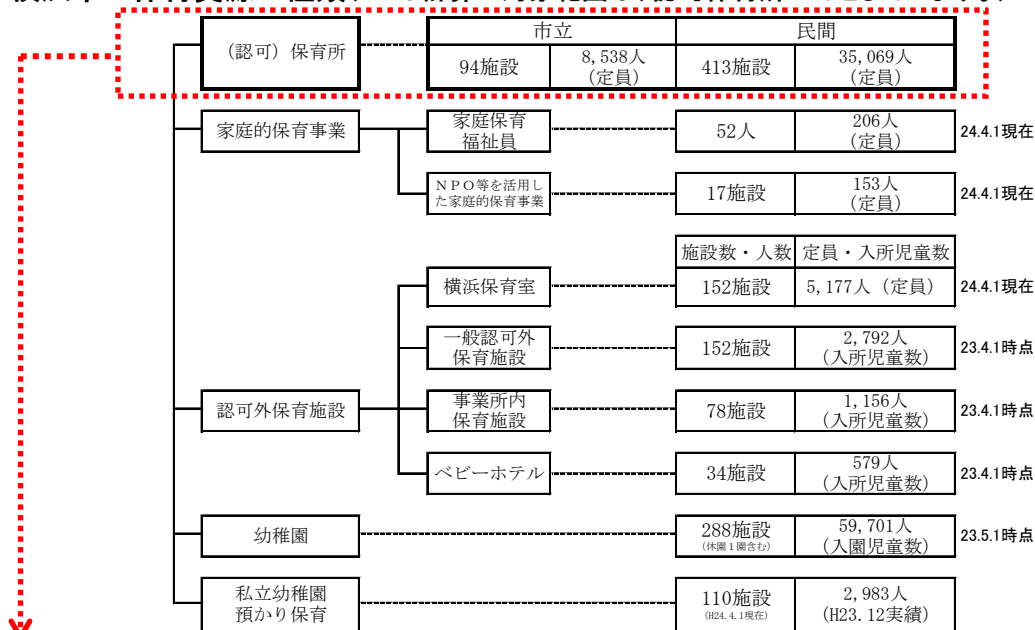 市立 民間
(認可) 保育所 94施設 8,538人 (定員) 413施設 35,069人 (定員)
家庭的保育事業
家庭保育
福祉員
52人
206人
(定員)
24.4.1現在
NPO等を活用し
た家庭的保育事業
17施設
153人
(定員)
24.4.1現在
施設数・人数 定員・入所児童数
横浜保育室 152施設 5,177人 (定員) 24.4.1現在
一般認可外
保育施設
152施設
2,792人
(入所児童数)
23.4.1時点
認可外保育施設
事業所内
保育施設
78施設
1,156人
(入所児童数)
23.4.1時点
ベビーホテル
34施設
579人
(入所児童数)
23.4.1時点
幼稚園
288施設
(休園1園含む)
59,701人
(入園児童数)
23.5.1時点
私立幼稚園
預かり保育
110施設
(H24.4.1現在)
2,983人
(H23.12実績)